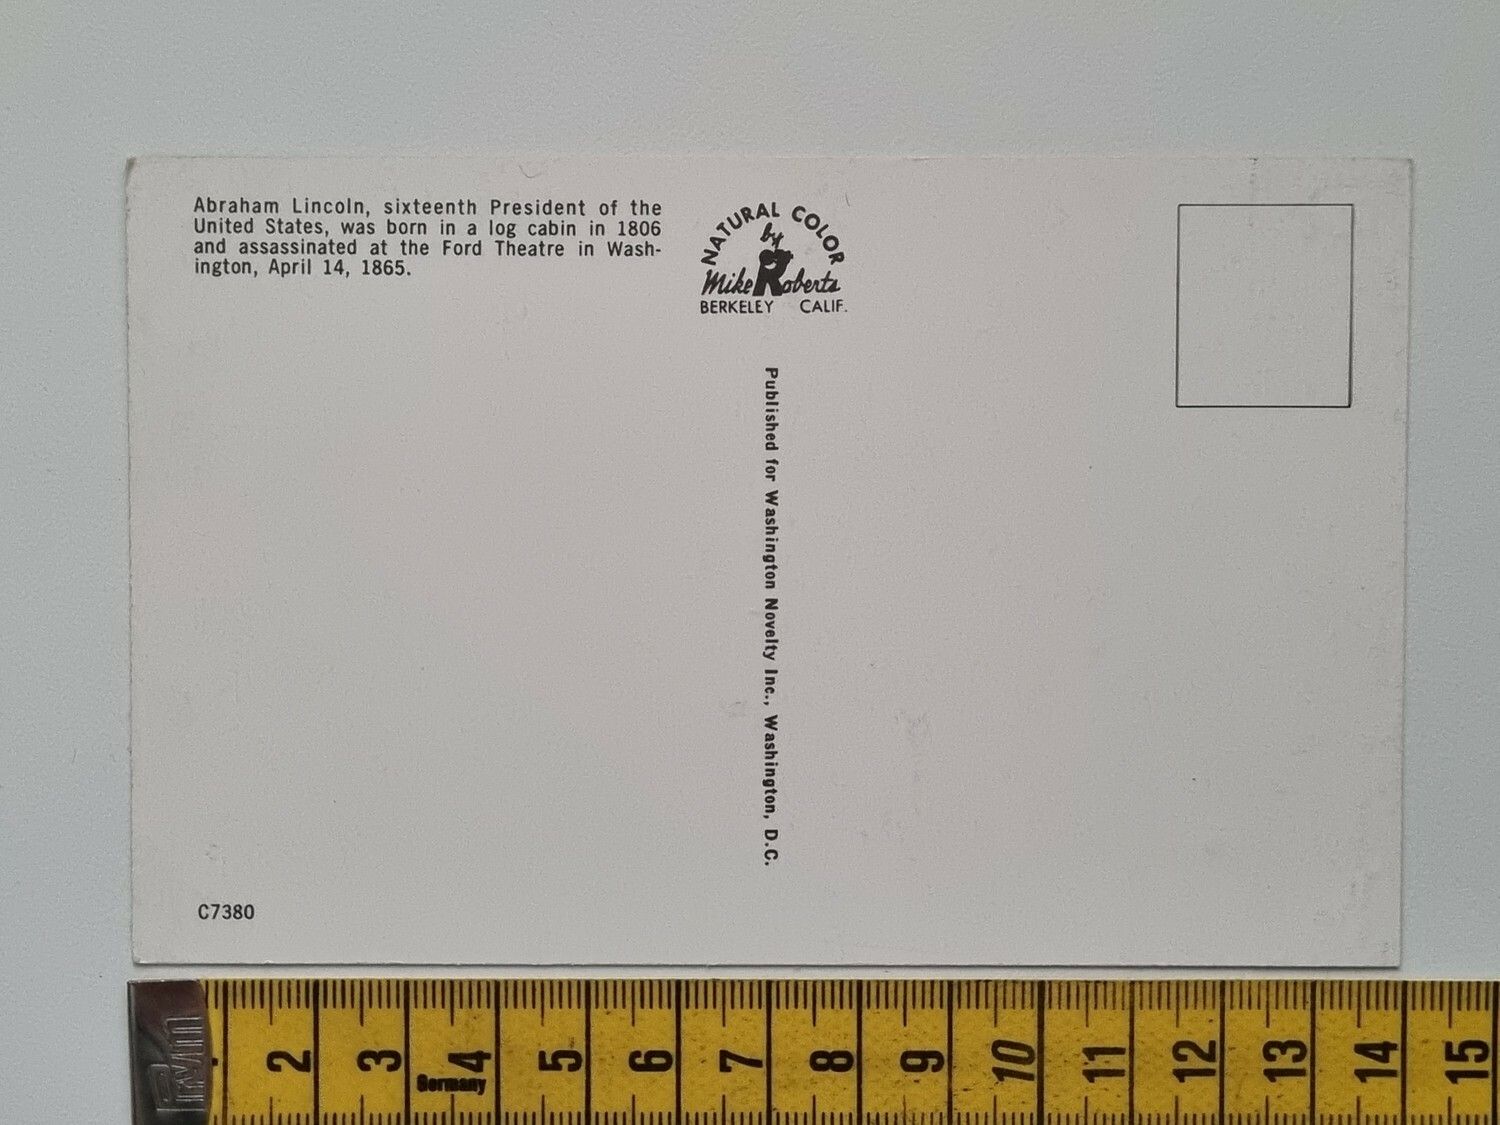 Abraham Lincoln, sixteenth President of the
United States, was born in a log cabin in 1806
and assassinated at the Ford Theatre in Wash-
ington, April 14, 1865.
NATURAL COLOR
by
Mike Roberts
BERKELEY CALIF.
Published for Washington Novelty Inc., Washington, D.C.
C7380
2 3 4 5 6 7 8 9 10 11 12 13 14 15
Germany